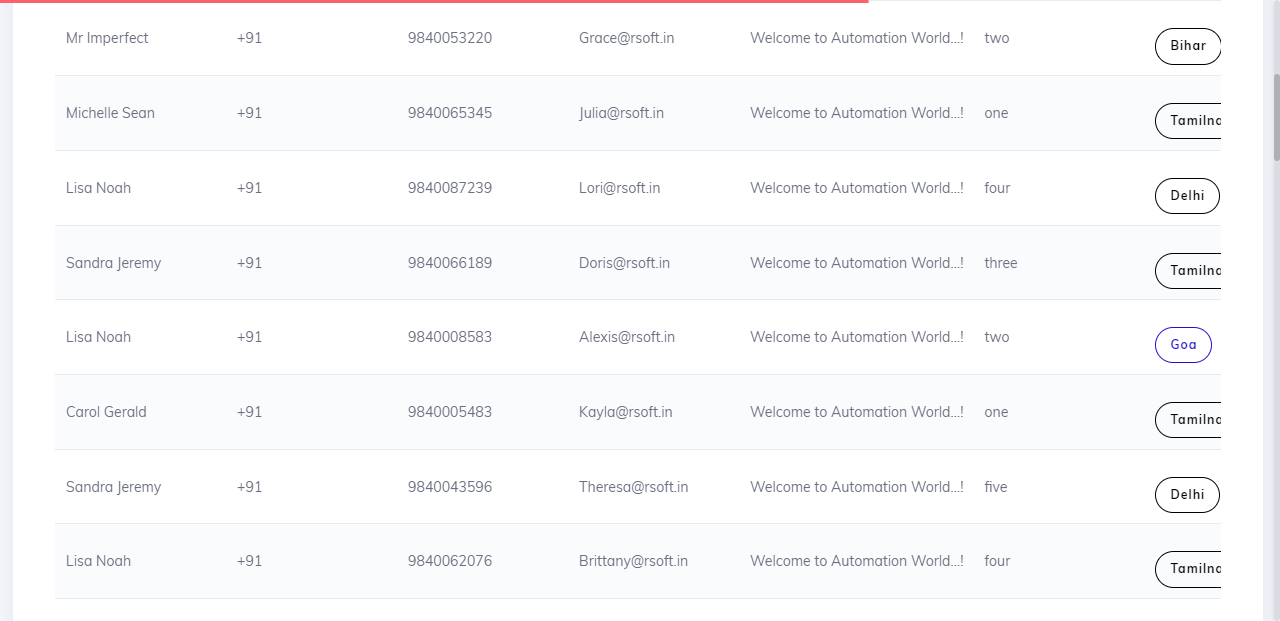 Mr Imperfect +91 9840053220 Grace@rsoft.in Welcome to Automation World...! two Bihar
Michelle Sean +91 9840065345 Julia@rsoft.in Welcome to Automation World...! one Tamilna
Lisa Noah +91 9840087239 Lori@rsoft.in Welcome to Automation World...! four Delhi
Sandra Jeremy +91 9840066189 Doris@rsoft.in Welcome to Automation World...! three Tamilna
Lisa Noah +91 9840008583 Alexis@rsoft.in Welcome to Automation World...! two Goa
Carol Gerald +91 9840005483 Kayla@rsoft.in Welcome to Automation World...! one Tamilna
Sandra Jeremy +91 9840043596 Theresa@rsoft.in Welcome to Automation World...! five Delhi
Lisa Noah +91 9840062076 Brittany@rsoft.in Welcome to Automation World...! four Tamilna